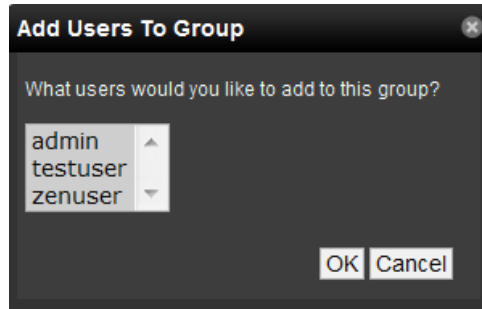 Add Users To Group
What users would you like to add to this group?
admin
testuser
zenuser
OK Cancel